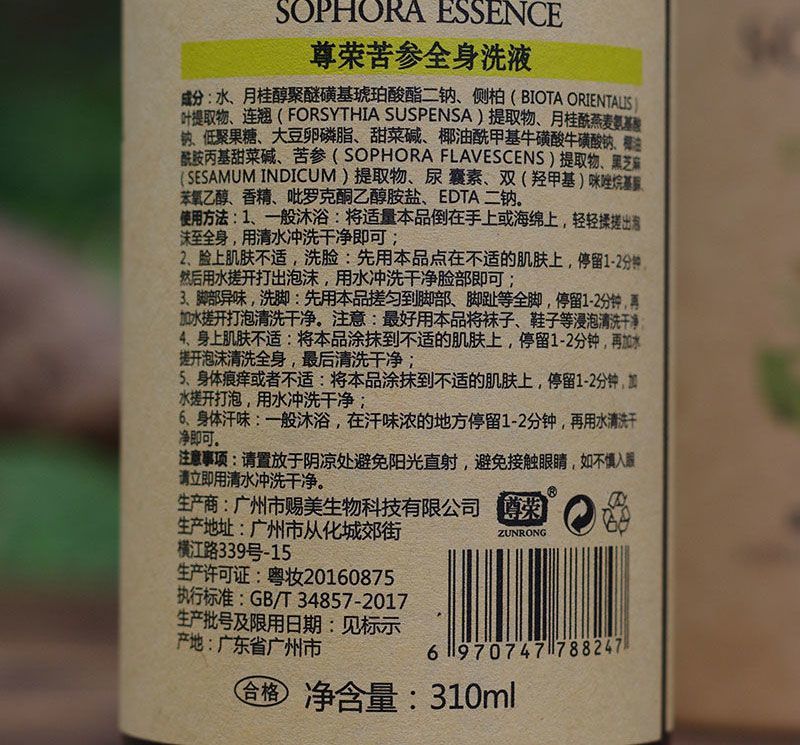 SOPHORA ESSENCE
尊荣苦参全身洗液
成分：水、月桂醇聚醚磺基琥珀酸酯二钠、侧柏（BIOTA ORIENTALIS）
叶提取物、连翘（FORSYTHIA SUSPENSA）提取物、月桂酰燕麦氨基酸
钠、低聚果糖、大豆卵磷脂、甜菜碱、椰油酰甲基牛磺酸牛磺酸钠、椰油
酰胺丙基甜菜碱、苦参（SOPHORA FLAVESCENS）提取物、黑芝麻
（SESAMUM INDICUM）提取物、尿 囊素、双（羟甲基）咪唑烷基脲、
苯氧乙醇、香精、吡罗克酮乙醇胺盐、EDTA 二钠。
使用方法：1、一般沐浴：将适量本品倒在手上或海绵上，轻轻揉搓出泡
沫至全身，用清水冲洗干净即可；
2、脸上肌肤不适，洗脸：先用本品点在不适的肌肤上，停留1-2分钟，
然后用水搓开打出泡沫，用水冲洗干净脸部即可；
3、脚部异味，洗脚：先用本品搓匀到脚部、脚趾等全脚，停留1-2分钟，再
加水搓开打泡清洗干净。注意：最好用本品将袜子、鞋子等浸泡清洗干净；
4、身上肌肤不适：将本品涂抹到不适的肌肤上，停留1-2分钟，再加水
搓开泡沫清洗全身，最后清洗干净；
5、身体痕痒或者不适：将本品涂抹到不适的肌肤上，停留1-2分钟，加
水搓开打泡，用水冲洗干净；
6、身体汗味：一般沐浴，在汗味浓的地方停留1-2分钟，再用水清洗干
净即可。
注意事项：请置放于阴凉处避免阳光直射，避免接触眼睛，如不慎入眼
请立即用清水冲洗干净。
生产商：广州市赐美生物科技有限公司
生产地址：广州市从化城郊街
横江路339号-15
生产许可证：粤妆20160875
执行标准：GB/T 34857-2017
生产批号及限用日期：见标示
产地：广东省广州市
尊荣®
ZUNRONG
6 970747 788247
合格 净含量：310ml